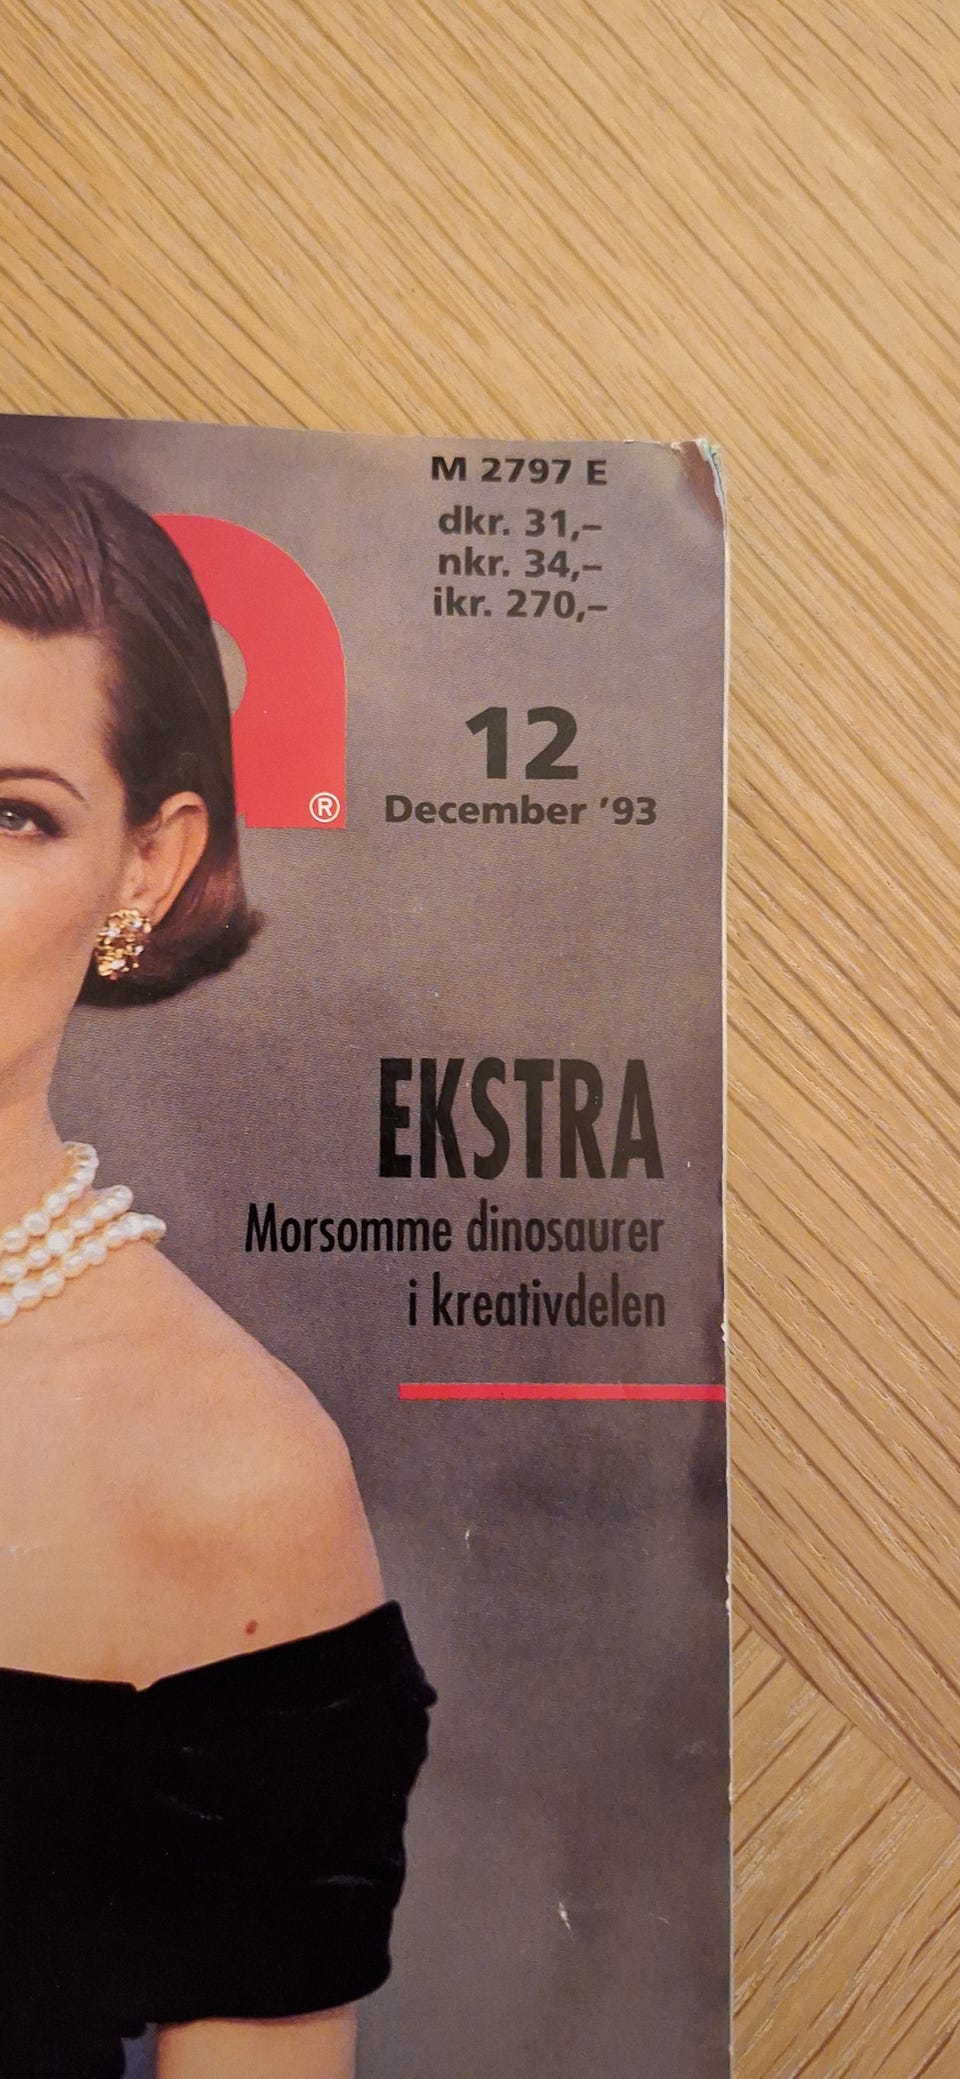 M 2797 E
dkr. 31,–
nkr. 34,–
ikr. 270,–
®
12
December '93
EKSTRA
Morsomme dinosaurer
i kreativdelen